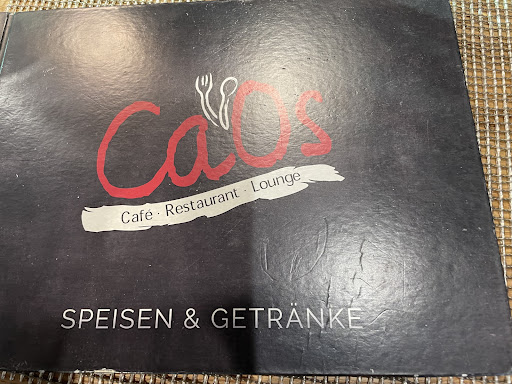 CaOs
Café · Restaurant · Lounge
SPEISEN & GETRÄNKE